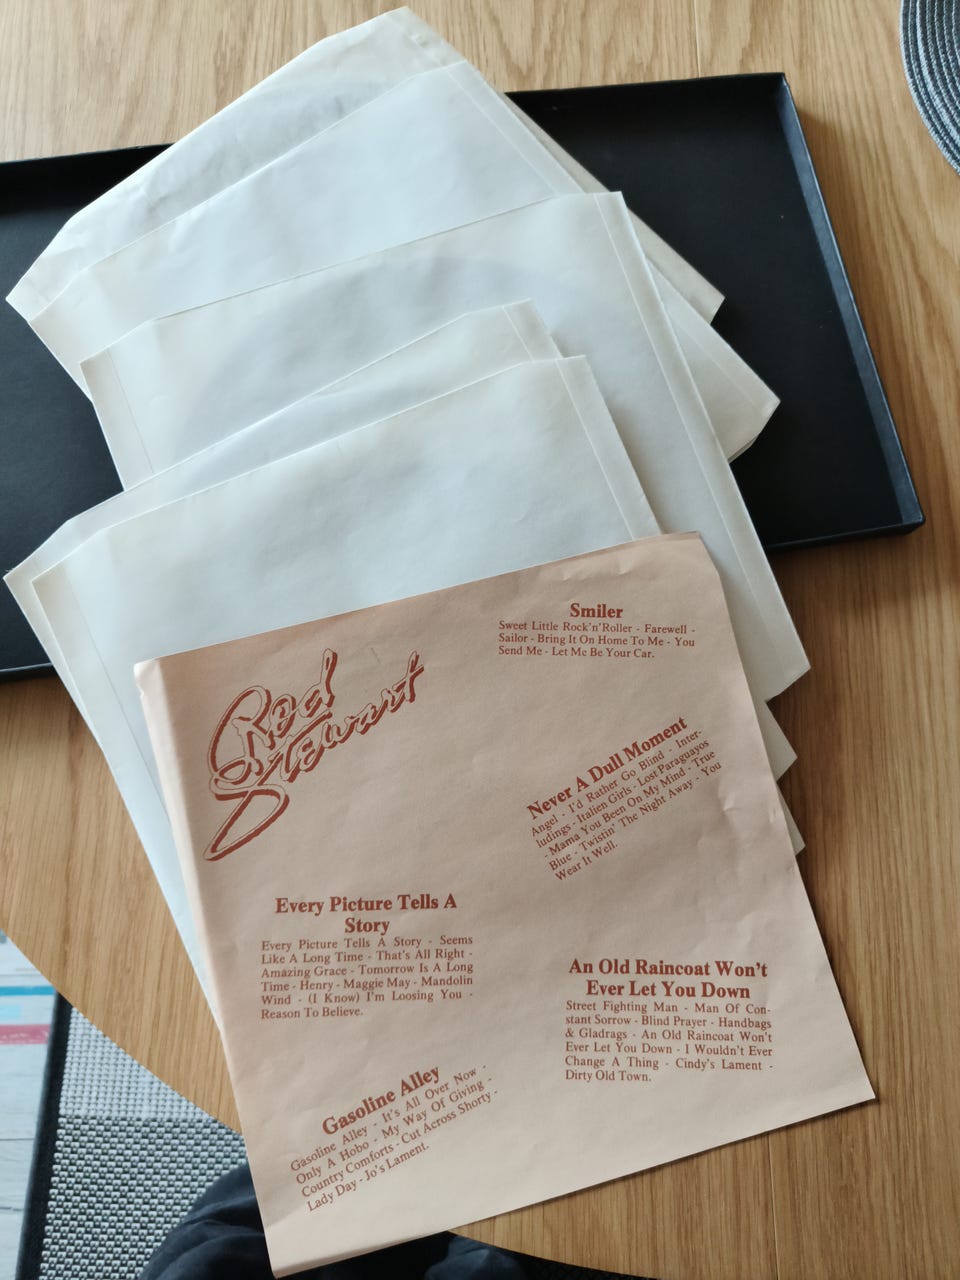 Rod
Stewart
Smiler
Sweet Little Rock'n'Roller - Farewell -
Sailor - Bring It On Home To Me - You
Send Me - Let Me Be Your Car.
Never A Dull Moment
Angel - I'd Rather Go Blind - Inter-
ludings - Italien Girls - Lost Paraguayos
- Mama You Been On My Mind - True
Blue - Twistin' The Night Away - You
Wear It Well.
Every Picture Tells A
Story
Every Picture Tells A Story - Seems
Like A Long Time - That's All Right -
Amazing Grace - Tomorrow Is A Long
Time - Henry - Maggie May - Mandolin
Wind - (I Know) I'm Loosing You -
Reason To Believe.
An Old Raincoat Won't
Ever Let You Down
Street Fighting Man - Man Of Con-
stant Sorrow - Blind Prayer - Handbags
& Gladrags - An Old Raincoat Won't
Ever Let You Down - I Wouldn't Ever
Change A Thing - Cindy's Lament -
Dirty Old Town.
Gasoline Alley
Gasoline Alley - It's All Over Now -
Only A Hobo - My Way Of Giving -
Country Comforts - Cut Across Shorty -
Lady Day - Jo's Lament.